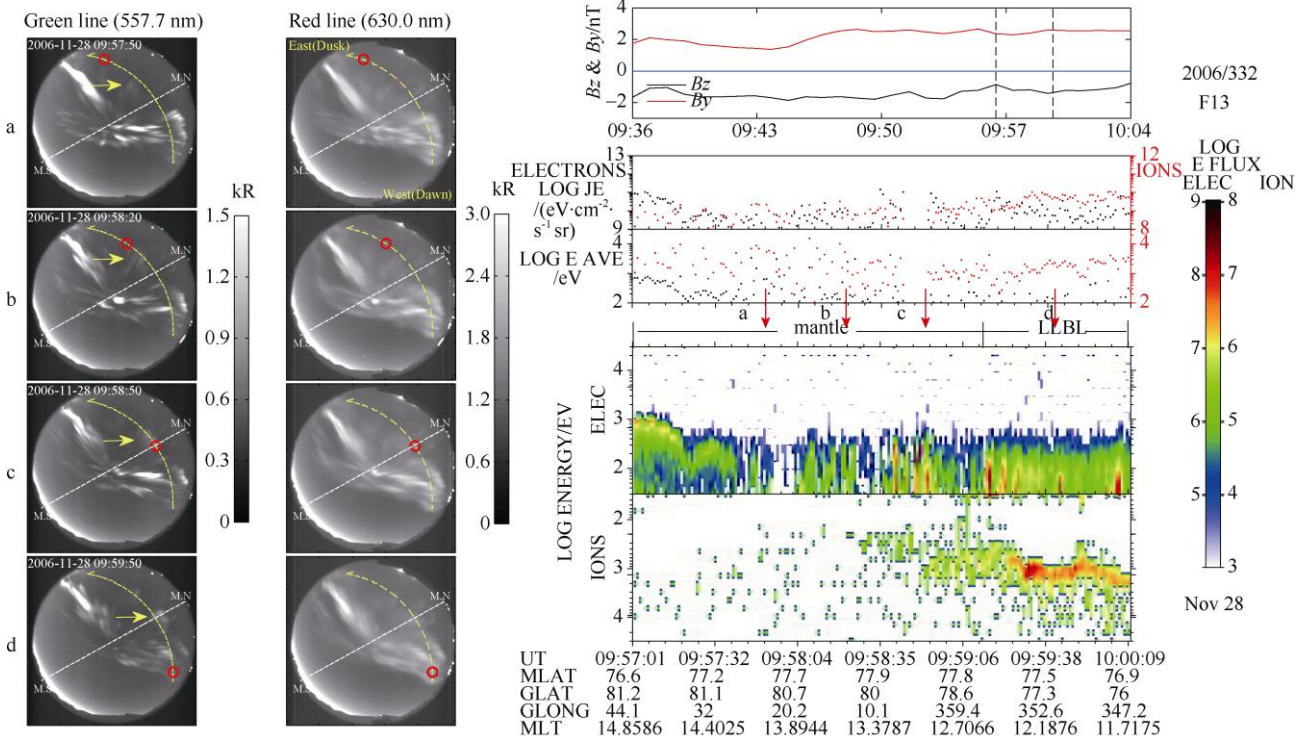 Green line (557.7 nm)
Red line (630.0 nm)
a
2006-11-28 09:57:50
M.N
M.S
East(Dusk)
M.N
West(Dawn)
b
2006-11-28 09:58:20
M.N
M.S
M.N
c
2006-11-28 09:58:50
M.N
M.S
M.N
d
2006-11-28 09:59:50
M.N
M.S
M.N
kR
1.5
1.2
0.9
0.6
0.3
0
kR
3.0
2.4
1.8
1.2
0.6
0
Bz & By/nT
4
2
0
−2
Bz
By
09:36 09:43 09:50 09:57 10:04
2006/332
F13
ELECTRONS
LOG JE
/(eV·cm⁻²·
s⁻¹ sr)
13
9
12
IONS
8
LOG E AVE
/eV
4
2
4
2
a b c d
mantle LLBL
LOG ENERGY/EV
ELEC
4
3
2
IONS
2
3
4
LOG
E FLUX
ELEC ION
9 8
8 7
7 6
6 5
5 4
4 3
Nov 28
UT 09:57:01 09:57:32 09:58:04 09:58:35 09:59:06 09:59:38 10:00:09
MLAT 76.6 77.2 77.7 77.9 77.8 77.5 76.9
GLAT 81.2 81.1 80.7 80 78.6 77.3 76
GLONG 44.1 32 20.2 10.1 359.4 352.6 347.2
MLT 14.8586 14.4025 13.8944 13.3787 12.7066 12.1876 11.7175